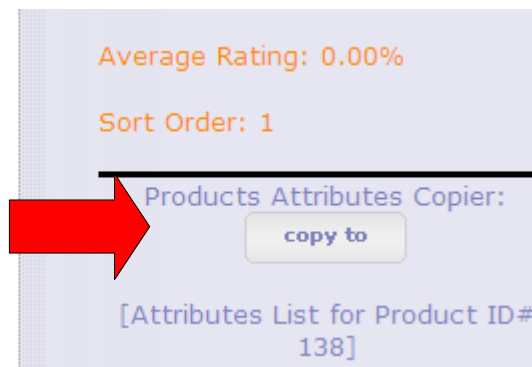 Average Rating: 0.00%
Sort Order: 1
Products Attributes Copier:
copy to
[Attributes List for Product ID#
138]